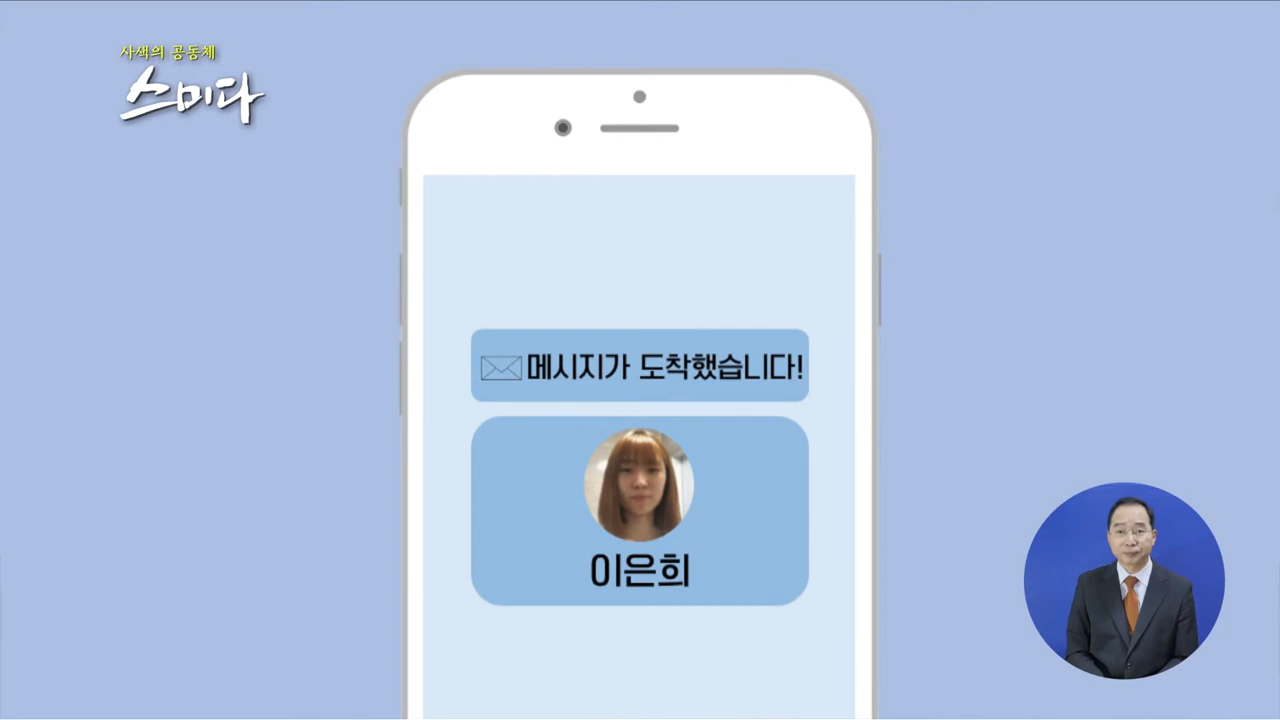 사색의 공동체
스미다
메시지가 도착했습니다!
이은희